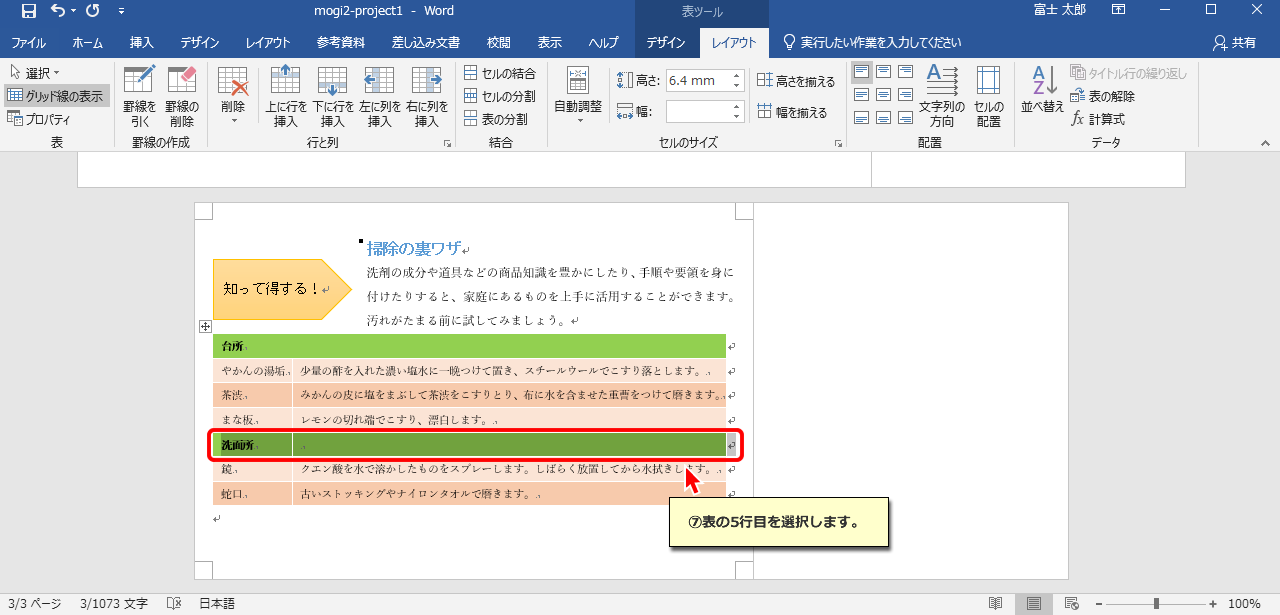 mogi2-project1 - Word
表ツール
富士 太郎
ファイル ホーム 挿入 デザイン レイアウト 参考資料 差し込み文書 校閲 表示 ヘルプ デザイン レイアウト 実行したい作業を入力してください 共有
選択
グリッド線の表示
プロパティ
表
罫線を引く
罫線の削除
罫線の作成
削除
上に行を挿入
下に行を挿入
左に列を挿入
右に列を挿入
行と列
セルの結合
セルの分割
表の分割
結合
自動調整
高さ: 6.4 mm
幅:
高さを揃える
幅を揃える
セルのサイズ
文字列の方向
セルの配置
配置
並べ替え
タイトル行の繰り返し
表の解除
計算式
データ
掃除の裏ワザ
知って得する！
洗剤の成分や道具などの商品知識を豊かにしたり、手順や要領を身に
付けたりすると、家庭にあるものを上手に活用することができます。
汚れがたまる前に試してみましょう。
台所
やかんの湯垢 少量の酢を入れた濃い塩水に一晩つけて置き、スチールウールでこすり落とします。
茶渋 みかんの皮に塩をまぶして茶渋をこすりとり、布に水を含ませた重曹をつけて磨きます。
まな板 レモンの切れ端でこすり、漂白します。
洗面所
鏡 クエン酸を水で溶かしたものをスプレーします。しばらく放置してから水拭きします。
蛇口 古いストッキングやナイロンタオルで磨きます。
⑦表の5行目を選択します。
3/3 ページ 3/1073 文字 日本語 100%